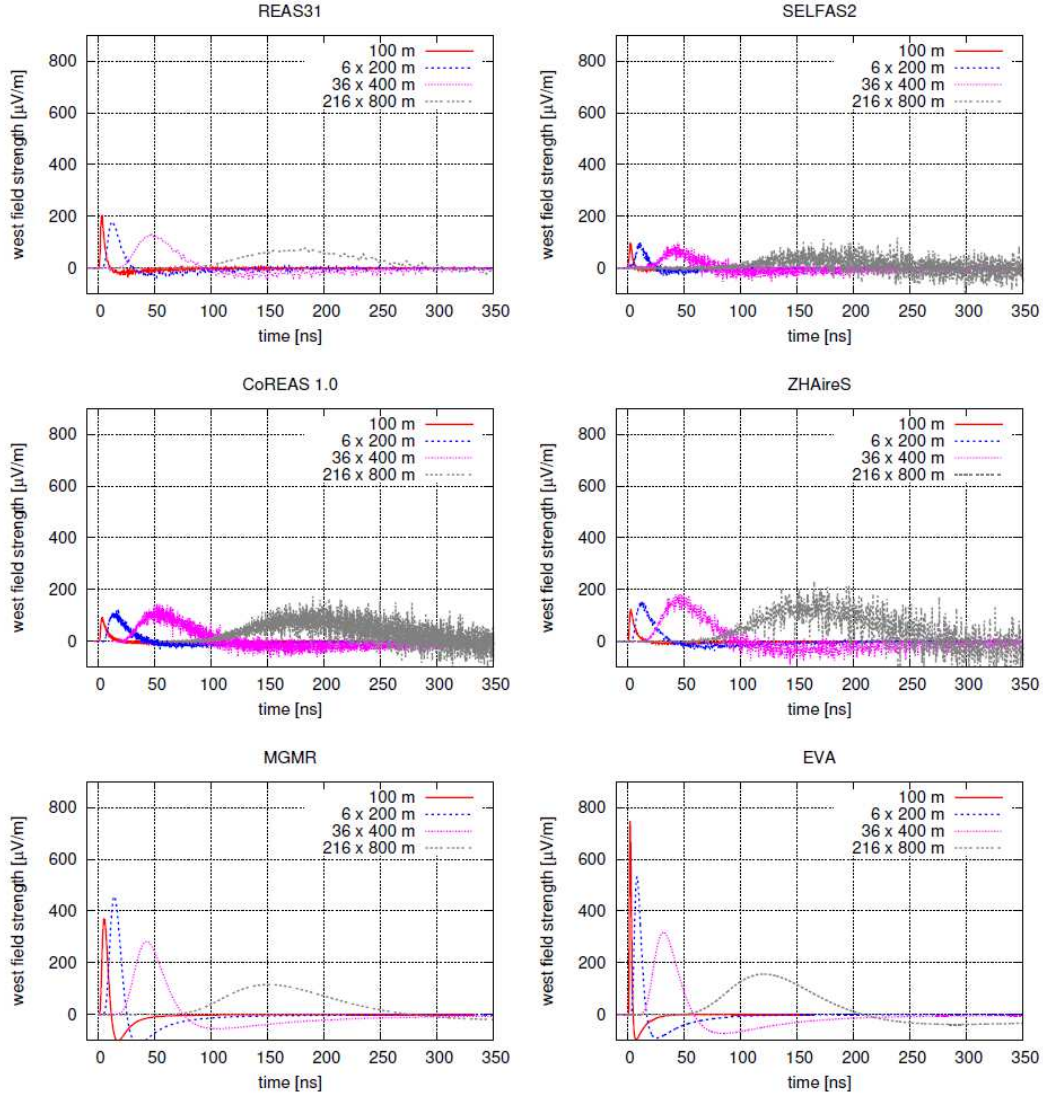 REAS31
100 m
6 x 200 m
36 x 400 m
216 x 800 m
800
600
400
200
0
west field strength [µV/m]
0 50 100 150 200 250 300 350
time [ns]
SELFAS2
100 m
6 x 200 m
36 x 400 m
216 x 800 m
800
600
400
200
0
west field strength [µV/m]
0 50 100 150 200 250 300 350
time [ns]
CoREAS 1.0
100 m
6 x 200 m
36 x 400 m
216 x 800 m
800
600
400
200
0
west field strength [µV/m]
0 50 100 150 200 250 300 350
time [ns]
ZHAireS
100 m
6 x 200 m
36 x 400 m
216 x 800 m
800
600
400
200
0
west field strength [µV/m]
0 50 100 150 200 250 300 350
time [ns]
MGMR
100 m
6 x 200 m
36 x 400 m
216 x 800 m
800
600
400
200
0
west field strength [µV/m]
0 50 100 150 200 250 300 350
time [ns]
EVA
100 m
6 x 200 m
36 x 400 m
216 x 800 m
800
600
400
200
0
west field strength [µV/m]
0 50 100 150 200 250 300 350
time [ns]